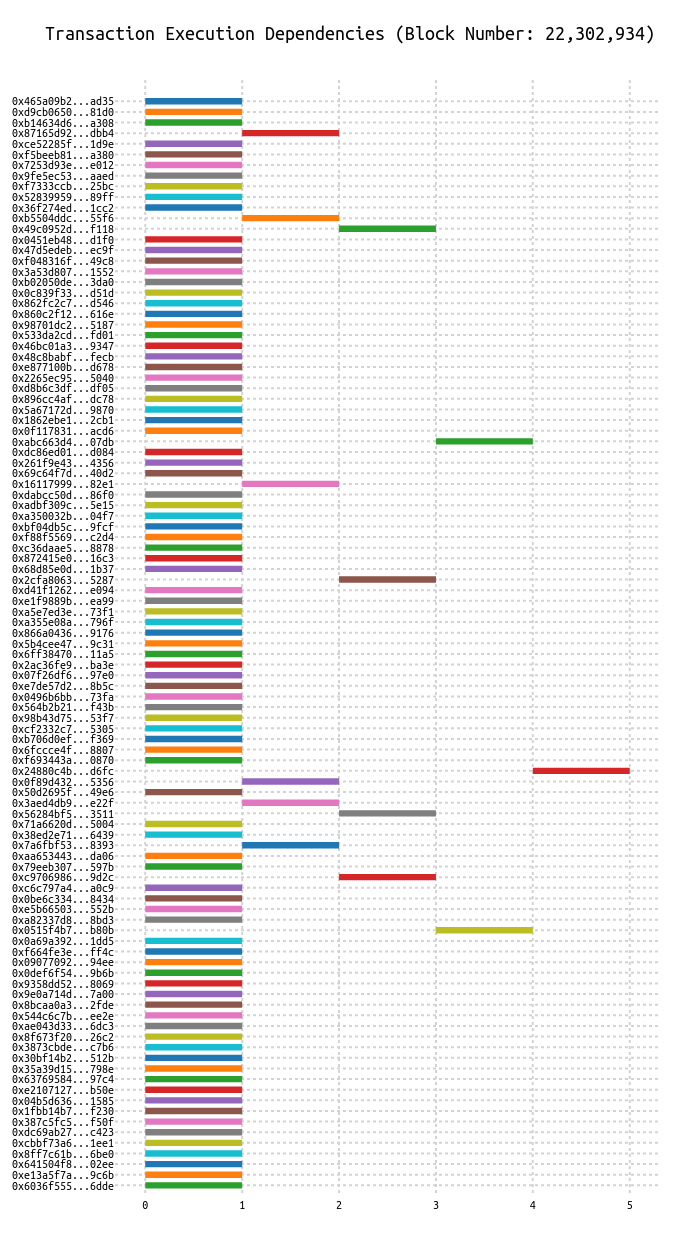 Transaction Execution Dependencies (Block Number: 22,302,934)
0x465a09b2...ad35
0xd9cb0650...81d0
0xb14634d6...a308
0x87165d92...dbb4
0xce52285f...1d9e
0xf5beeb81...a380
0x7253d93e...e012
0x9fe5ec53...aaed
0xf7333ccb...25bc
0x52839959...89ff
0x36f274ed...1cc2
0xb5504ddc...55f6
0x49c0952d...f118
0x0451eb48...d1f0
0x47d5edeb...ec9f
0xf048316f...49c8
0x3a53d807...1552
0xb02050de...3da0
0x0c839f33...d51d
0x862fc2c7...d546
0x860c2f12...616e
0x98701dc2...5187
0x533da2cd...fd01
0x46bc01a3...9347
0x48c8babf...fecb
0xe877100b...d678
0x2265ec95...5040
0xd8b6c3df...df05
0x896cc4af...dc78
0x5a67172d...9870
0x1862ebe1...2cb1
0x0f117831...acd6
0xabc663d4...07db
0xdc86ed01...d084
0x261f9e43...4356
0x69c64f7d...40d2
0x16117999...82e1
0xdabcc50d...86f0
0xadbf309c...5e15
0xa350032b...04f7
0xbf04db5c...9fcf
0xf88f5569...c2d4
0xc36daae5...8878
0x872415e0...16c3
0x68d85e0d...1b37
0x2cfa8063...5287
0xd41f1262...e094
0xe1f9889b...ea99
0xa5e7ed3e...73f1
0xa355e08a...796f
0x866a0436...9176
0x5b4cee47...9c31
0x6ff38470...11a5
0x2ac36fe9...ba3e
0x07f26df6...97e0
0xe7de57d2...8b5c
0x0496b6bb...73fa
0x564b2b21...f43b
0x98b43d75...53f7
0xcf2332c7...5305
0xb706d0ef...f369
0x6fccce4f...8807
0xf693443a...0870
0x24880c4b...d6fc
0x0f89d432...5356
0x50d2695f...49e6
0x3aed4db9...e22f
0x56284bf5...3511
0x71a6620d...5004
0x38ed2e71...6439
0x7a6fbf53...8393
0xaa653443...da06
0x79eeb307...597b
0xc9706986...9d2c
0xc6c797a4...a0c9
0x0be6c334...8434
0xe5b66503...552b
0xa82337d8...8bd3
0x0515f4b7...b80b
0x0a69a392...1dd5
0xf664fe3e...ff4c
0x09077092...94ee
0x0def6f54...9b6b
0x9358dd52...8069
0x9e0a714d...7a00
0x8bcaa0a3...2fde
0x544c6c7b...ee2e
0xae043d33...6dc3
0x8f673f20...26c2
0x3873cbde...c7b6
0x30bf14b2...512b
0x35a39d15...798e
0x63769584...97c4
0xe2107127...b50e
0x04b5d636...1585
0x1fbb14b7...f230
0x387c5fc5...f50f
0xdc69ab27...c423
0xcbbf73a6...1ee1
0x8ff7c61b...6be0
0x641504f8...02ee
0xe13a5f7a...9c6b
0x6036f555...6dde
0 1 2 3 4 5